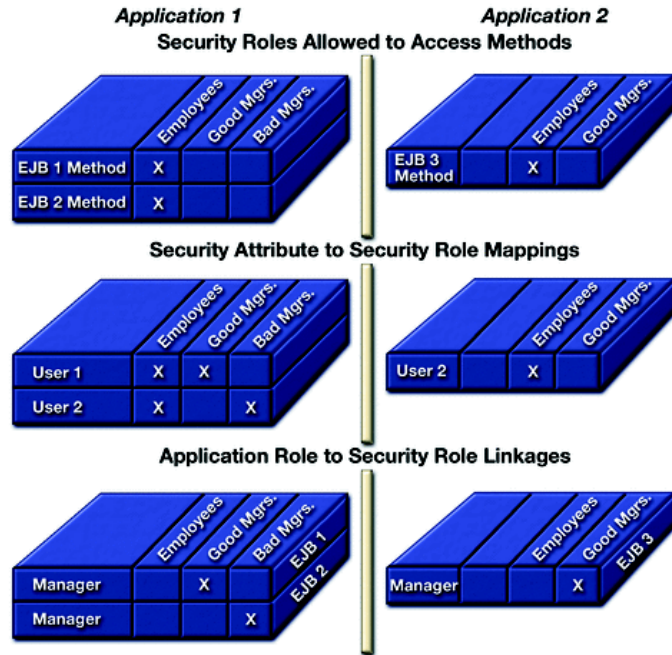 Application 1 Application 2
Security Roles Allowed to Access Methods
Employees Good Mgrs. Bad Mgrs. Employees Good Mgrs.
EJB 1 Method X EJB 3 Method X
EJB 2 Method X
Security Attribute to Security Role Mappings
Employees Good Mgrs. Bad Mgrs. Employees Good Mgrs.
User 1 X X User 2 X
User 2 X X
Application Role to Security Role Linkages
Employees Good Mgrs. Bad Mgrs. Employees Good Mgrs.
Manager X EJB 1 Manager X EJB 3
Manager X EJB 2